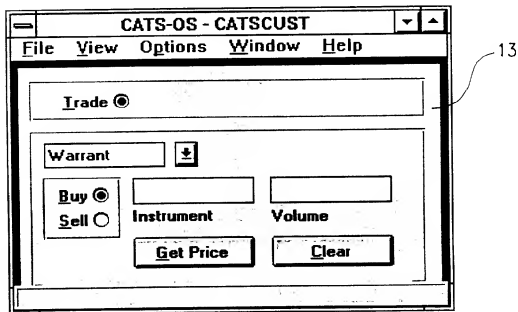 CATS-OS - CATSCUST
File View Options Window Help
13
Trade
Warrant
Buy
Sell
Instrument Volume
Get Price Clear